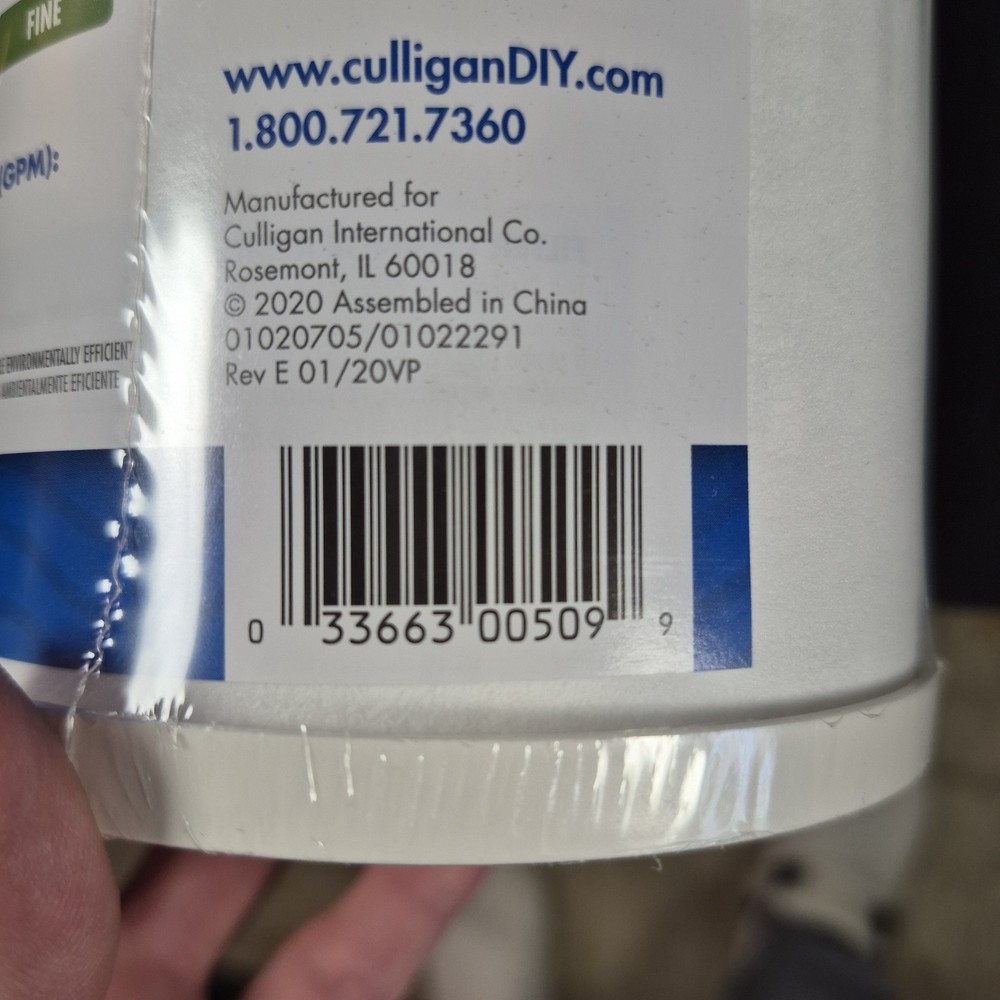 FINE
(GPM):
ENVIRONMENTALLY EFFICIENT
AMBIENTALMENTE EFICIENTE
www.culliganDIY.com
1.800.721.7360
Manufactured for
Culligan International Co.
Rosemont, IL 60018
© 2020 Assembled in China
01020705/01022291
Rev E 01/20VP
0 33663 00509 9